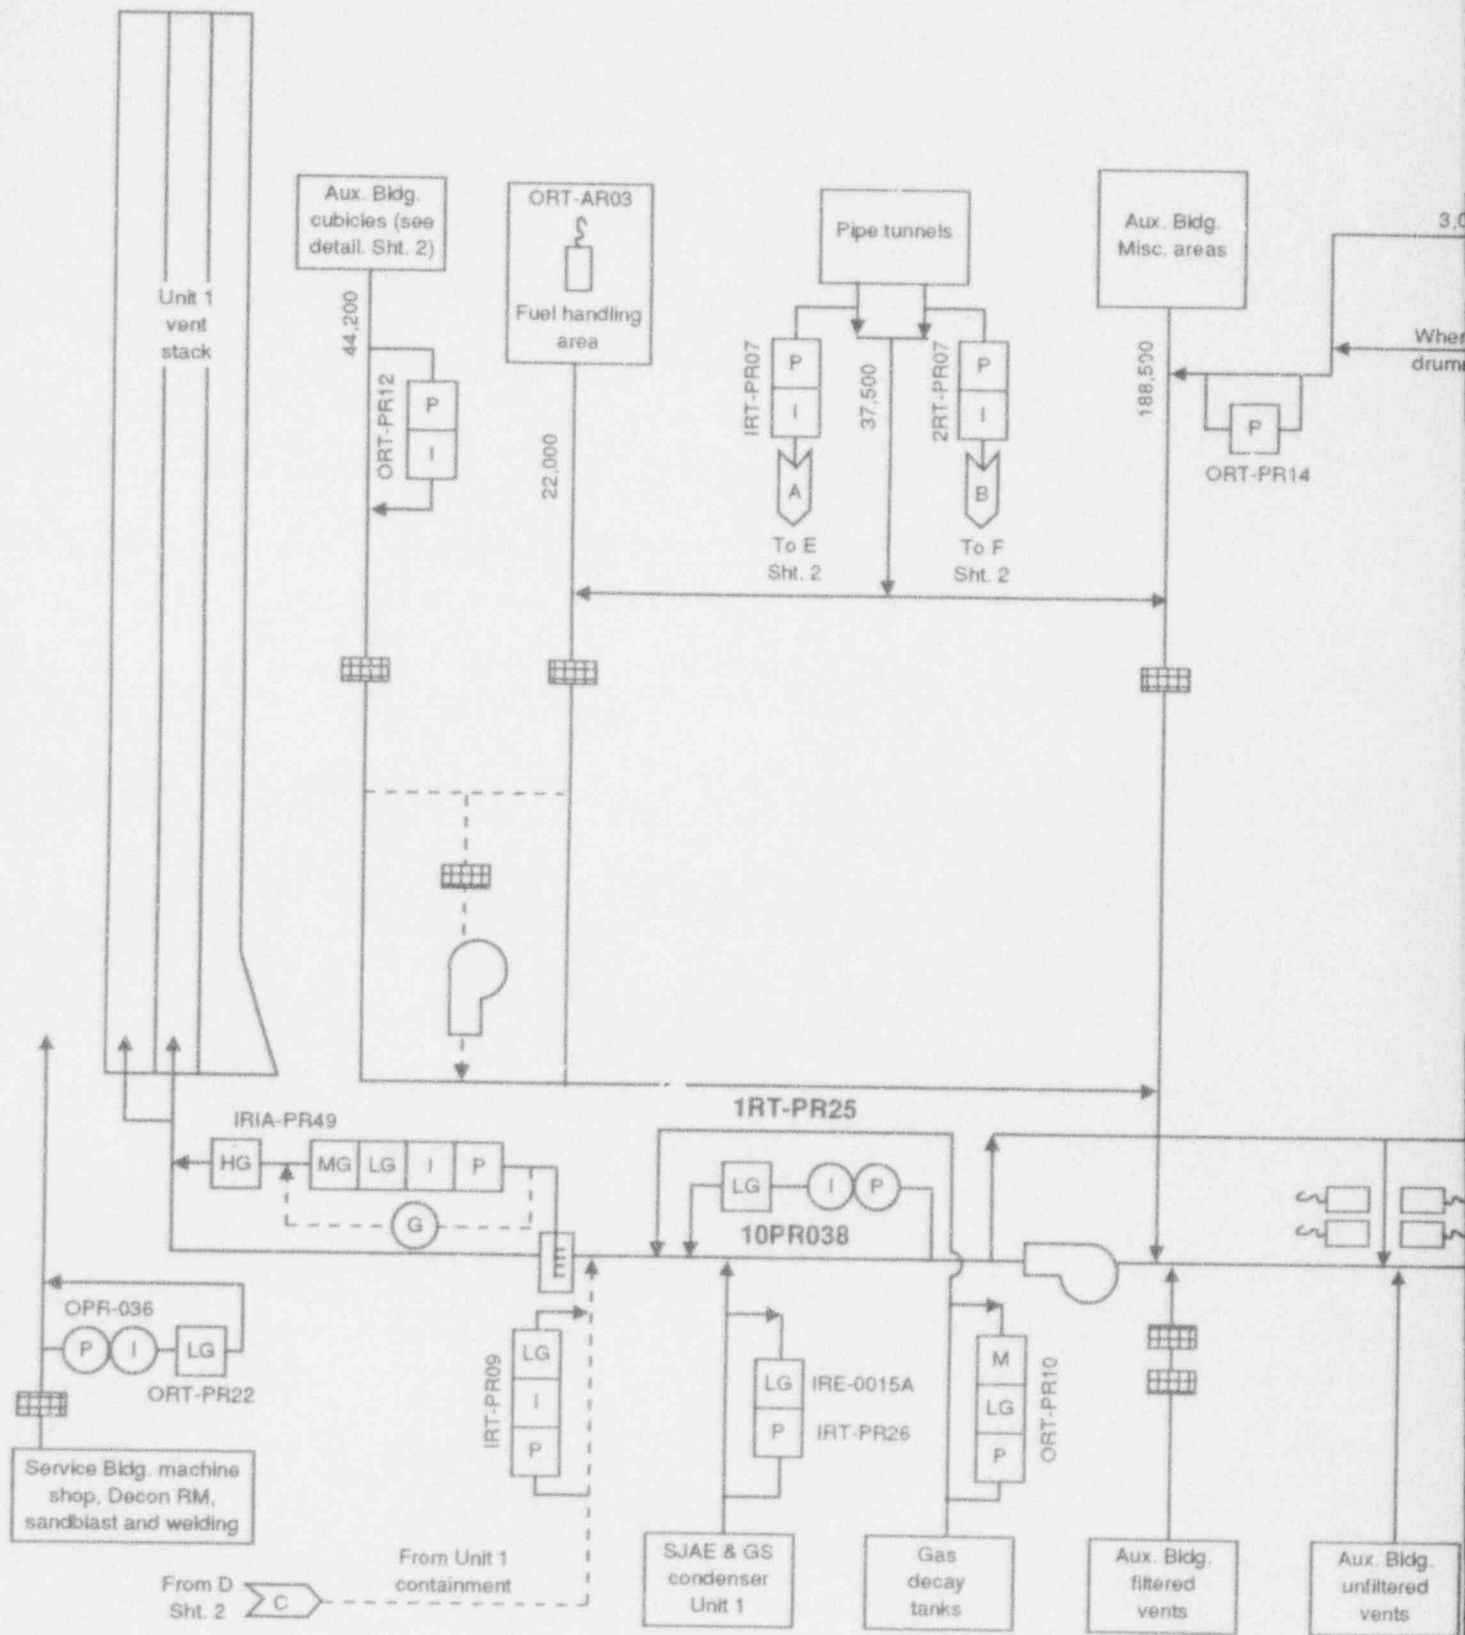 Unit 1
vent
stack
Aux. Bldg.
cubicles (see
detail. Sht. 2)
44,200
ORT-PR12
P
I
ORT-AR03
Fuel handling
area
22,000
Pipe tunnels
IRT-PR07
P
I
A
To E
Sht. 2
37,500
2RT-PR07
P
I
B
To F
Sht. 2
Aux. Bldg.
Misc. areas
188,500
P
ORT-PR14
1RT-PR25
IRIA-PR49
HG
MG LG I P
G
LG I P
10PR038
OPR-036
P I LG
ORT-PR22
Service Bldg. machine
shop, Decon RM,
sandblast and welding
From D
Sht. 2
C
From Unit 1
containment
IRT-PR09
LG
I
P
LG IRE-0015A
P IRT-PR26
SJAE & GS
condenser
Unit 1
M
LG
P
ORT-PR10
Gas
decay
tanks
Aux. Bldg.
filtered
vents
Aux. Bldg.
unfiltered
vents